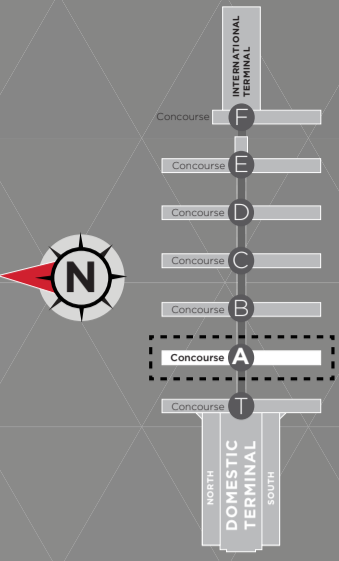 INTERNATIONAL
TERMINAL
Concourse F
Concourse E
Concourse D
Concourse C
N
Concourse B
Concourse A
Concourse T
NORTH
DOMESTIC
TERMINAL
SOUTH